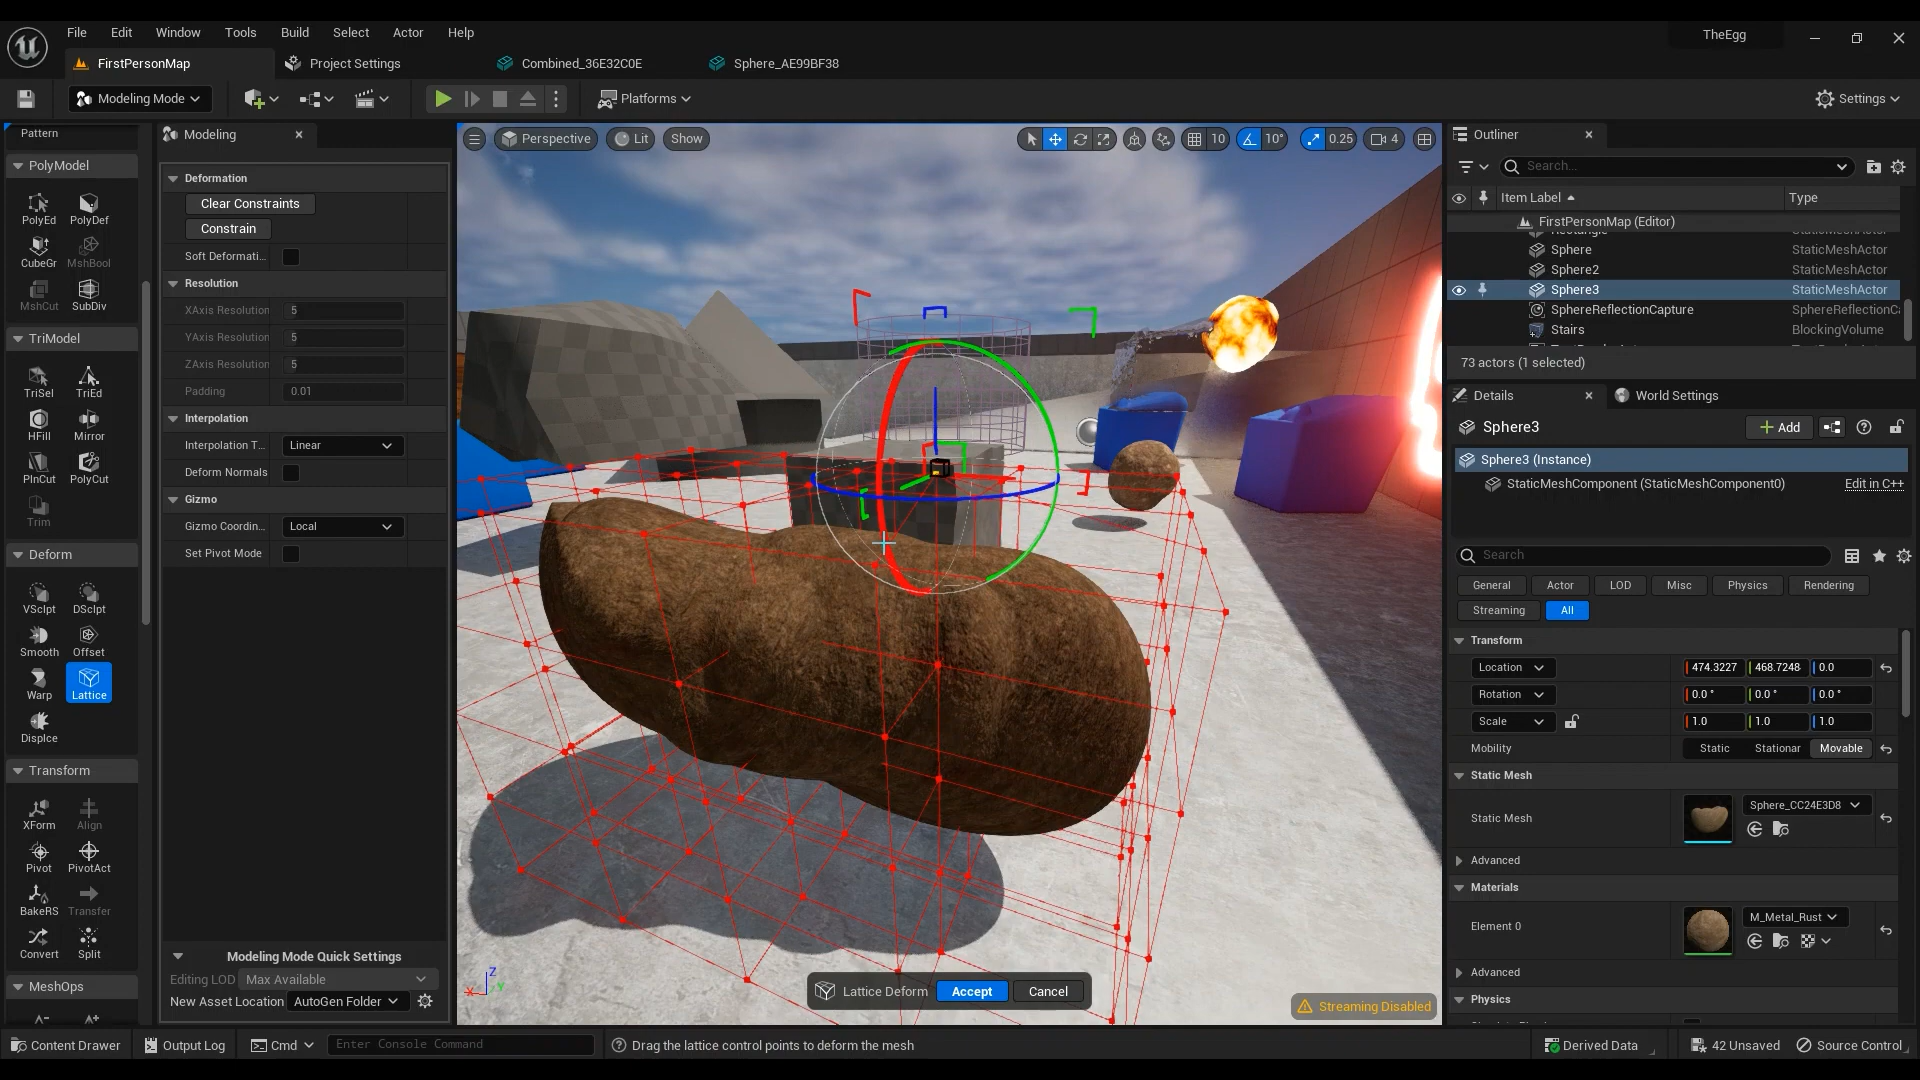 File Edit Window Tools Build Select Actor Help
TheEgg
FirstPersonMap
Project Settings
Combined_36E32C0E
Sphere_AE99BF38
Modeling Mode
Platforms
Settings
Pattern
PolyModel
PolyEd PolyDef
CubeGr MshBool
MshCut SubDiv
TriModel
TriSel TriEd
HFill Mirror
PlnCut PolyCut
Trim
Deform
VSclpt DSclpt
Smooth Offset
Warp Lattice
Displce
Transform
XForm Align
Pivot PivotAct
BakeRS Transfer
Convert Split
MeshOps
Modeling
Deformation
Clear Constraints
Constrain
Soft Deformati...
Resolution
XAxis Resolution 5
YAxis Resolution 5
ZAxis Resolution 5
Padding 0.01
Interpolation
Interpolation T... Linear
Deform Normals
Gizmo
Gizmo Coordin... Local
Set Pivot Mode
Modeling Mode Quick Settings
Editing LOD Max Available
New Asset Location AutoGen Folder
Perspective Lit Show
10 10° 0.25 4
Z
X Y
Lattice Deform Accept Cancel
Streaming Disabled
Outliner
Search...
Item Label Type
FirstPersonMap (Editor)
Rectangle StaticMeshActor
Sphere StaticMeshActor
Sphere2 StaticMeshActor
Sphere3 StaticMeshActor
SphereReflectionCapture SphereReflectionCa
Stairs BlockingVolume
73 actors (1 selected)
Details World Settings
Sphere3
Add
Sphere3 (Instance)
StaticMeshComponent (StaticMeshComponent0) Edit in C++
Search
General Actor LOD Misc Physics Rendering
Streaming All
Transform
Location 474.3227 468.7248 0.0
Rotation 0.0 ° 0.0 ° 0.0 °
Scale 1.0 1.0 1.0
Mobility Static Stationar Movable
Static Mesh
Static Mesh Sphere_CC24E3D8
Advanced
Materials
Element 0 M_Metal_Rust
Advanced
Physics
Content Drawer Output Log Cmd Enter Console Command
Drag the lattice control points to deform the mesh
Derived Data 42 Unsaved Source Control